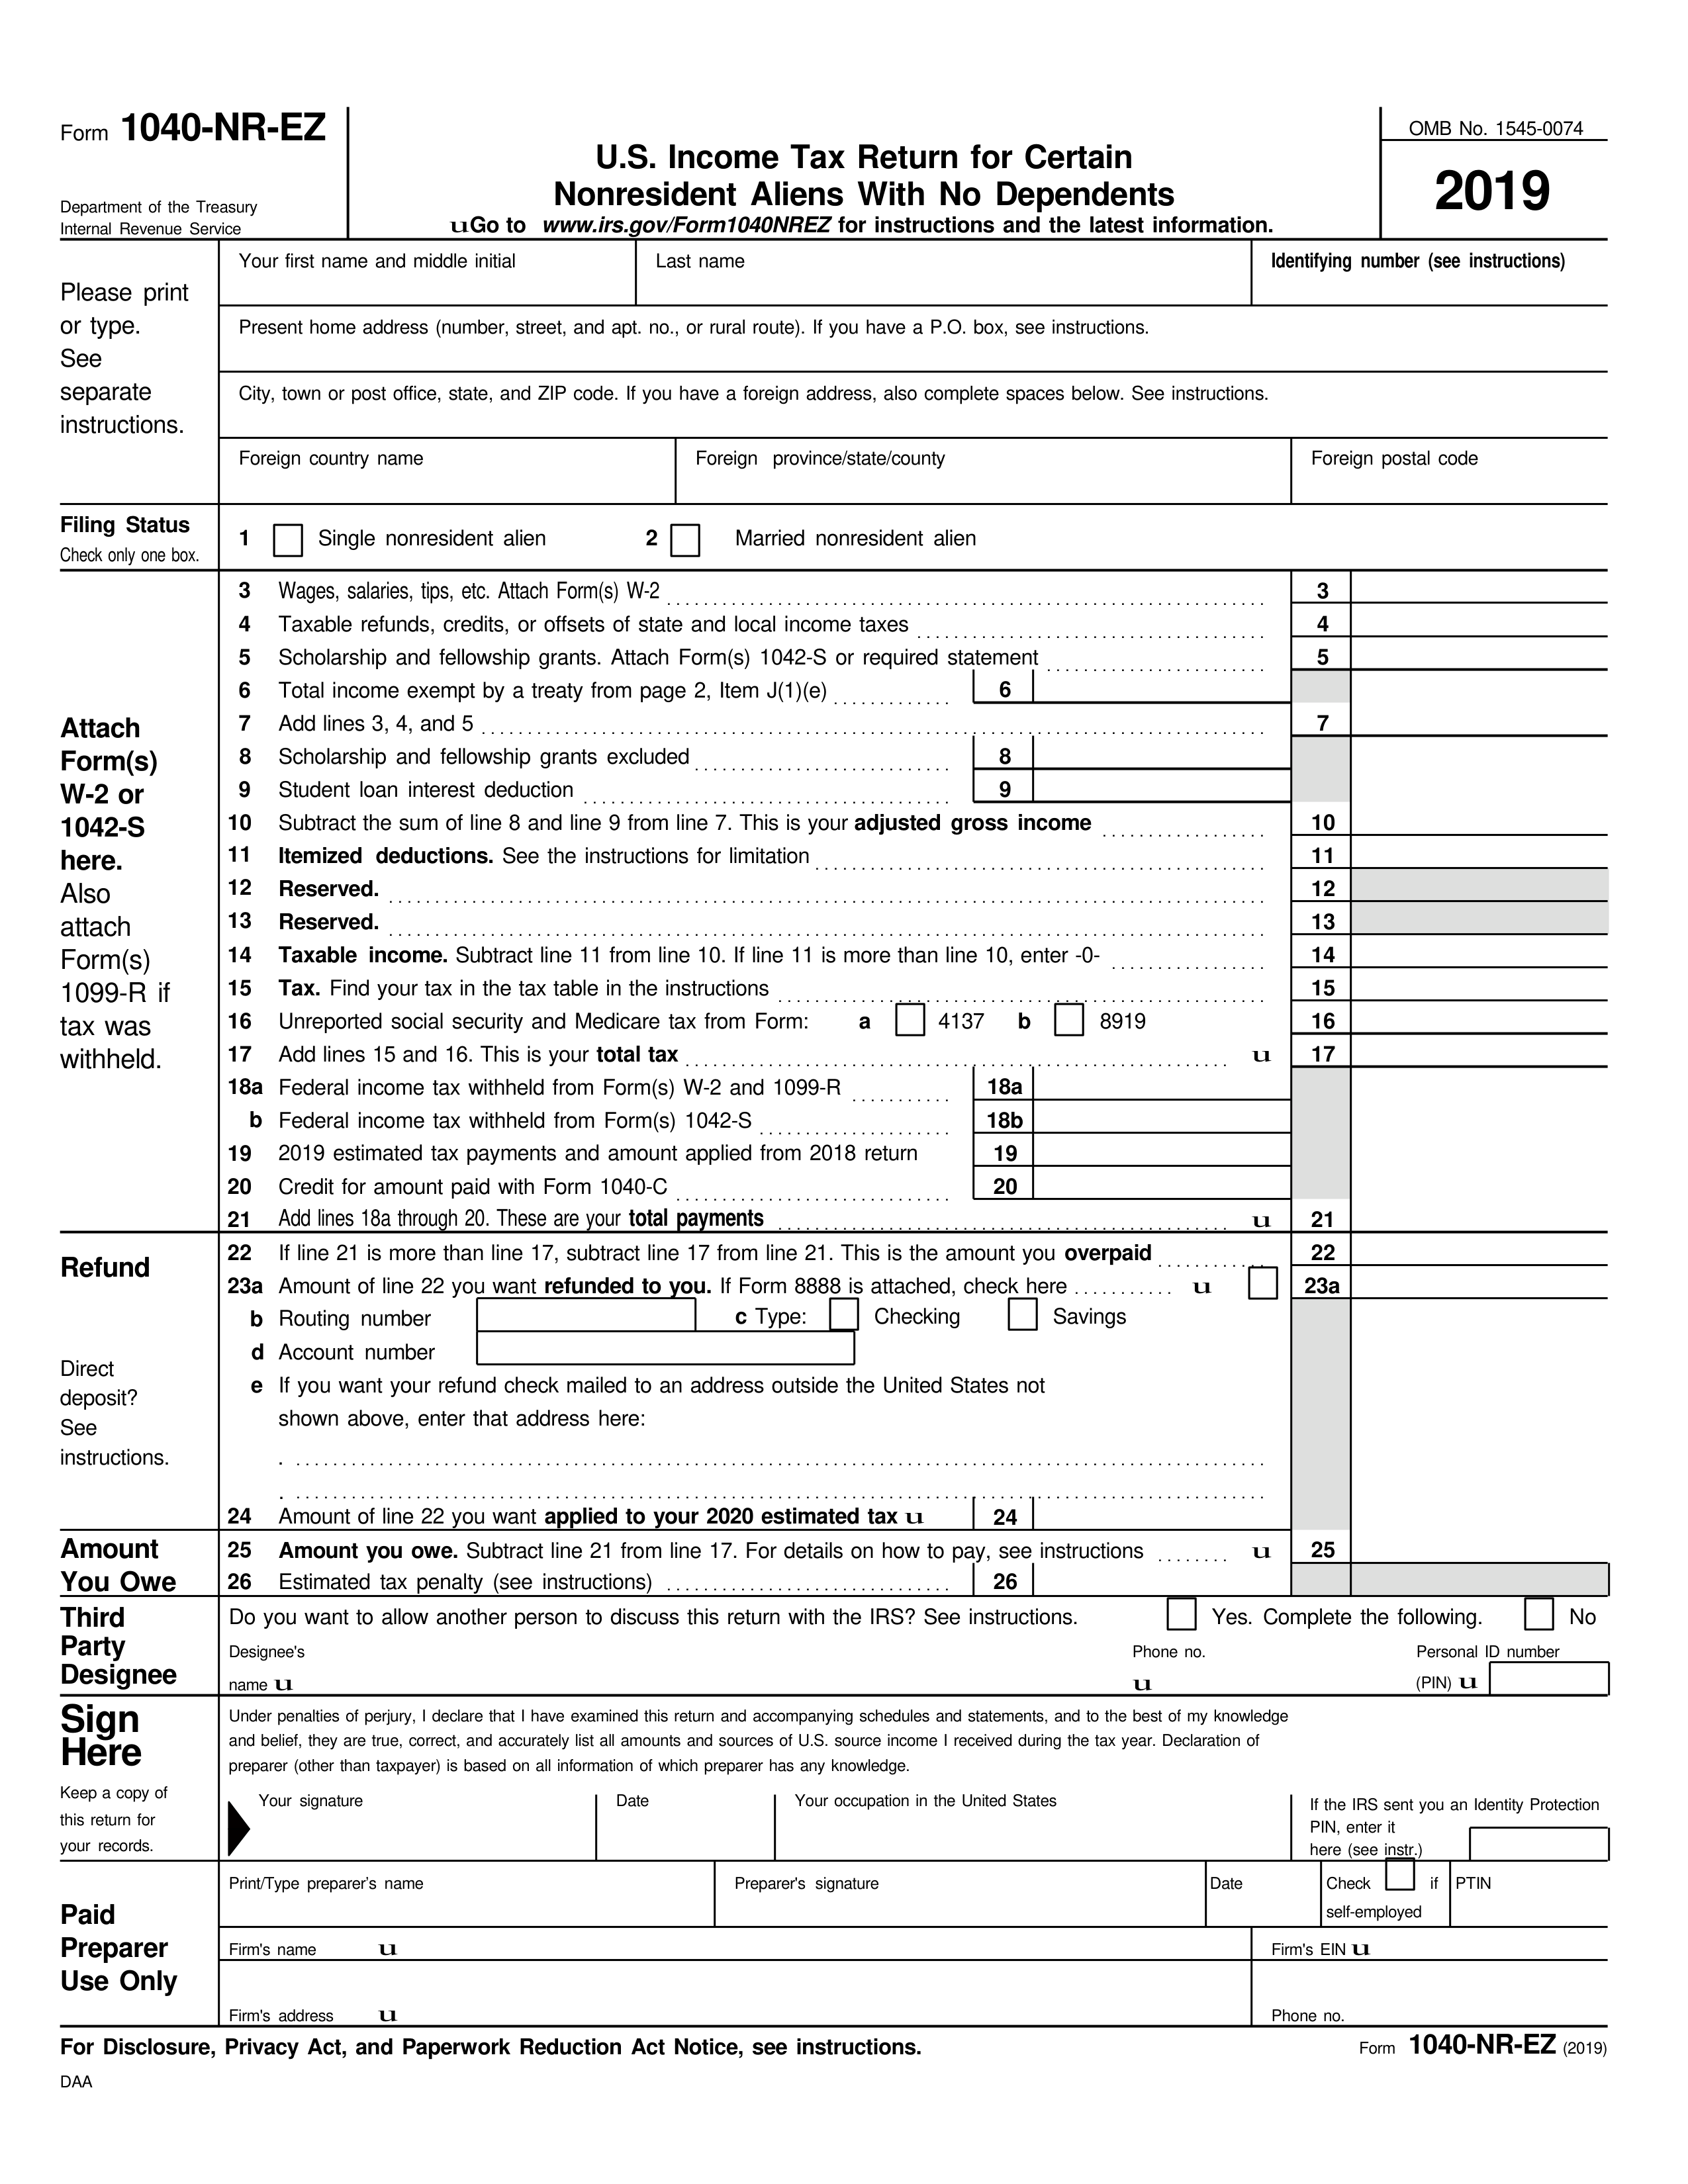 Form 1040-NR-EZ
Department of the Treasury
Internal Revenue Service
U.S. Income Tax Return for Certain
Nonresident Aliens With No Dependents
uGo to www.irs.gov/Form1040NREZ for instructions and the latest information.
OMB No. 1545-0074
2019
Please print
or type.
See
separate
instructions.
Your first name and middle initial
Last name
Identifying number (see instructions)
Present home address (number, street, and apt. no., or rural route). If you have a P.O. box, see instructions.
City, town or post office, state, and ZIP code. If you have a foreign address, also complete spaces below. See instructions.
Foreign country name
Foreign province/state/county
Foreign postal code
Filing Status
Check only one box.
1 Single nonresident alien 2 Married nonresident alien
Attach
Form(s)
W-2 or
1042-S
here.
Also
attach
Form(s)
1099-R if
tax was
withheld.
3 Wages, salaries, tips, etc. Attach Form(s) W-2 3
4 Taxable refunds, credits, or offsets of state and local income taxes 4
5 Scholarship and fellowship grants. Attach Form(s) 1042-S or required statement 5
6 Total income exempt by a treaty from page 2, Item J(1)(e) 6
7 Add lines 3, 4, and 5 7
8 Scholarship and fellowship grants excluded 8
9 Student loan interest deduction 9
10 Subtract the sum of line 8 and line 9 from line 7. This is your adjusted gross income 10
11 Itemized deductions. See the instructions for limitation 11
12 Reserved. 12
13 Reserved. 13
14 Taxable income. Subtract line 11 from line 10. If line 11 is more than line 10, enter -0- 14
15 Tax. Find your tax in the tax table in the instructions 15
16 Unreported social security and Medicare tax from Form: a 4137 b 8919 16
17 Add lines 15 and 16. This is your total tax u 17
18a Federal income tax withheld from Form(s) W-2 and 1099-R 18a
b Federal income tax withheld from Form(s) 1042-S 18b
19 2019 estimated tax payments and amount applied from 2018 return 19
20 Credit for amount paid with Form 1040-C 20
21 Add lines 18a through 20. These are your total payments u 21
Refund
Direct
deposit?
See
instructions.
22 If line 21 is more than line 17, subtract line 17 from line 21. This is the amount you overpaid 22
23a Amount of line 22 you want refunded to you. If Form 8888 is attached, check here u 23a
b Routing number c Type: Checking Savings
d Account number
e If you want your refund check mailed to an address outside the United States not
shown above, enter that address here:
24 Amount of line 22 you want applied to your 2020 estimated tax u 24
Amount
You Owe
25 Amount you owe. Subtract line 21 from line 17. For details on how to pay, see instructions u 25
26 Estimated tax penalty (see instructions) 26
Third
Party
Designee
Do you want to allow another person to discuss this return with the IRS? See instructions. Yes. Complete the following. No
Designee's
name u
Phone no.
u
Personal ID number
(PIN) u
Sign
Here
Keep a copy of
this return for
your records.
Under penalties of perjury, I declare that I have examined this return and accompanying schedules and statements, and to the best of my knowledge
and belief, they are true, correct, and accurately list all amounts and sources of U.S. source income I received during the tax year. Declaration of
preparer (other than taxpayer) is based on all information of which preparer has any knowledge.
Your signature
Date
Your occupation in the United States
If the IRS sent you an Identity Protection
PIN, enter it
here (see instr.)
Paid
Preparer
Use Only
Print/Type preparer's name
Preparer's signature
Date
Check if
self-employed
PTIN
Firm's name u
Firm's EIN u
Firm's address u
Phone no.
For Disclosure, Privacy Act, and Paperwork Reduction Act Notice, see instructions.
Form 1040-NR-EZ (2019)
DAA